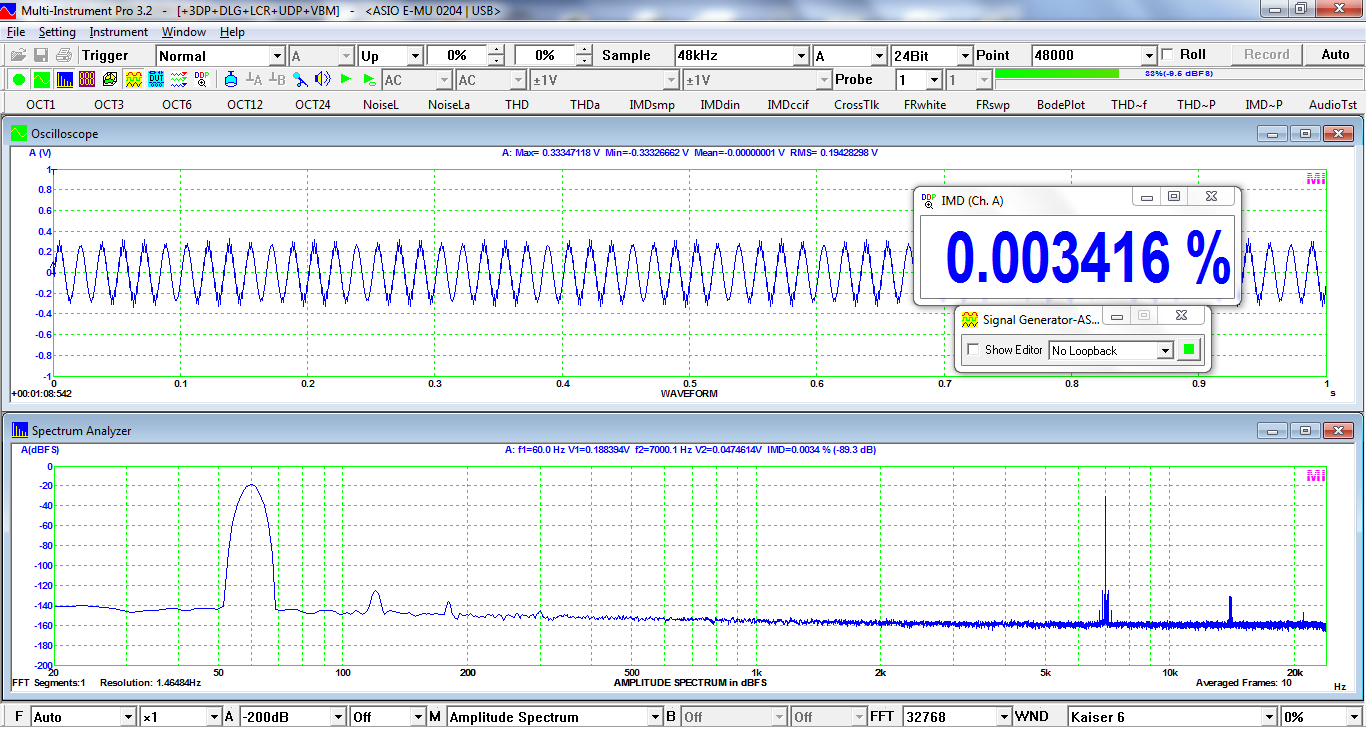 Multi-Instrument Pro 3.2 - [+3DP+DLG+LCR+UDP+VBM] - <ASIO E-MU 0204 | USB>
File Setting Instrument Window Help
Trigger Normal A Up 0% 0% Sample 48kHz A 24Bit Point 48000 Roll Record Auto
AC AC ±1V ±1V Probe 1 1 33%(-9.5 dBFS)
OCT1 OCT3 OCT6 OCT12 OCT24 NoiseL NoiseLa THD THDa IMDsmp IMDdin IMDccif CrossTlk FRwhite FRswp BodePlot THD~f THD~P IMD~P AudioTst
Oscilloscope
A (V) A: Max= 0.33347118 V Min=-0.33326662 V Mean=-0.00000001 V RMS= 0.19428298 V
MI
1
0.8
0.6
0.4
0.2
0
-0.2
-0.4
-0.6
-0.8
-1
0 0.1 0.2 0.3 0.4 0.5 0.6 0.7 0.8 0.9 1
+00:01:08:542 WAVEFORM s
DDP IMD (Ch. A)
0.003416 %
Signal Generator-AS...
Show Editor No Loopback
Spectrum Analyzer
A(dBFS) A: f1=60.0 Hz V1=0.188394V f2=7000.1 Hz V2=0.0474614V IMD=0.0034 % (-89.3 dB)
MI
0
-20
-40
-60
-80
-100
-120
-140
-160
-180
-200
20 50 100 200 500 1k 2k 5k 10k 20k
FFT Segments:1 Resolution: 1.46484Hz AMPLITUDE SPECTRUM in dBFS Averaged Frames: 10 Hz
F Auto ×1 A -200dB Off M Amplitude Spectrum B Off Off FFT 32768 WND Kaiser 6 0%